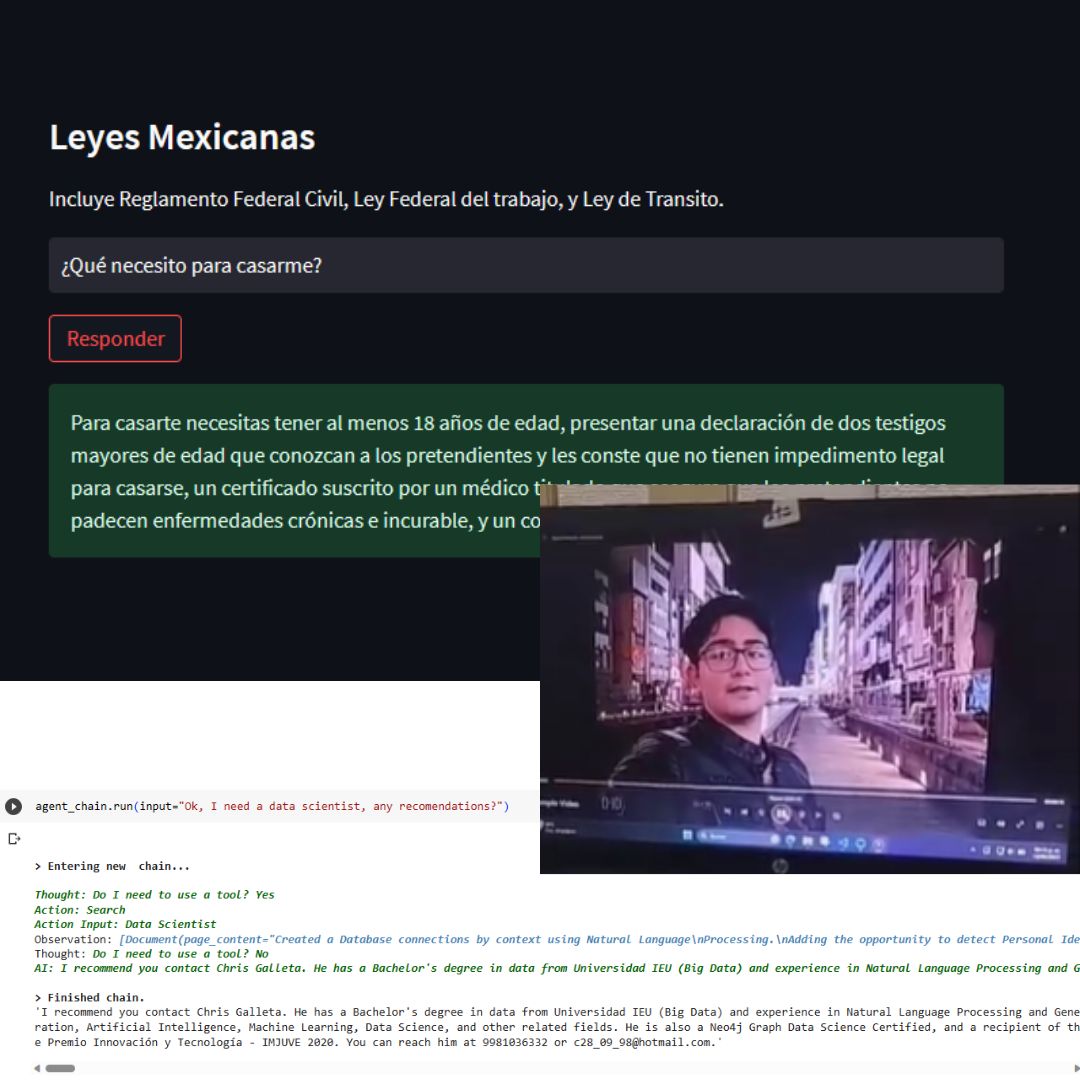 Leyes Mexicanas
Incluye Reglamento Federal Civil, Ley Federal del trabajo, y Ley de Transito.
¿Qué necesito para casarme?
Responder
Para casarte necesitas tener al menos 18 años de edad, presentar una declaración de dos testigos
mayores de edad que conozcan a los pretendientes y les conste que no tienen impedimento legal
para casarse, un certificado suscrito por un médico
padecen enfermedades crónicas e incurable, y un co
agent_chain.run(input="Ok, I need a data scientist, any recomendations?")
> Entering new  chain...
Thought: Do I need to use a tool? Yes
Action: Search
Action Input: Data Scientist
Observation: [Document(page_content="Created a Database connections by context using Natural Language\nProcessing.\nAdding the opportunity to detect Personal Ide
Thought: Do I need to use a tool? No
AI: I recommend you contact Chris Galleta. He has a Bachelor's degree in data from Universidad IEU (Big Data) and experience in Natural Language Processing and G
> Finished chain.
'I recommend you contact Chris Galleta. He has a Bachelor's degree in data from Universidad IEU (Big Data) and experience in Natural Language Processing and Gene
ration, Artificial Intelligence, Machine Learning, Data Science, and other related fields. He is also a Neo4j Graph Data Science Certified, and a recipient of th
e Premio Innovación y Tecnología - IMJUVE 2020. You can reach him at 9981036332 or c28_09_98@hotmail.com.'